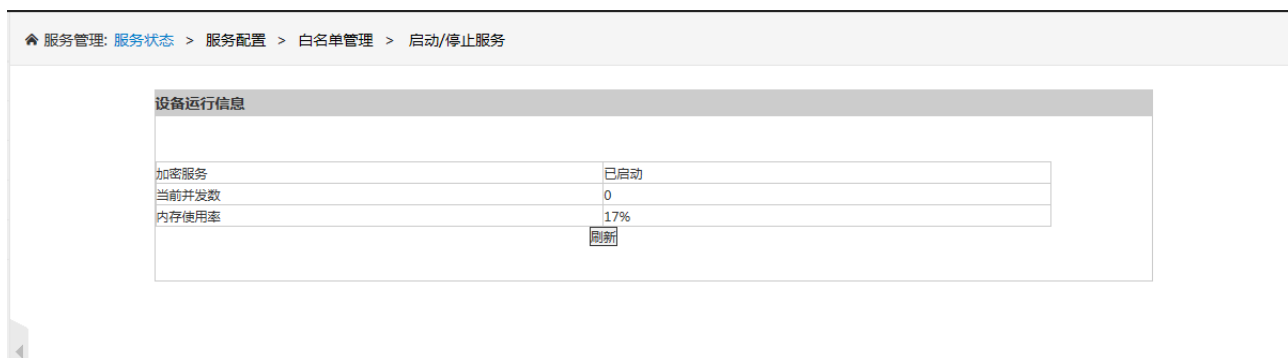 服务管理: 服务状态 > 服务配置 > 白名单管理 > 启动/停止服务
设备运行信息
加密服务 已启动
当前并发数 0
内存使用率 17%
刷新